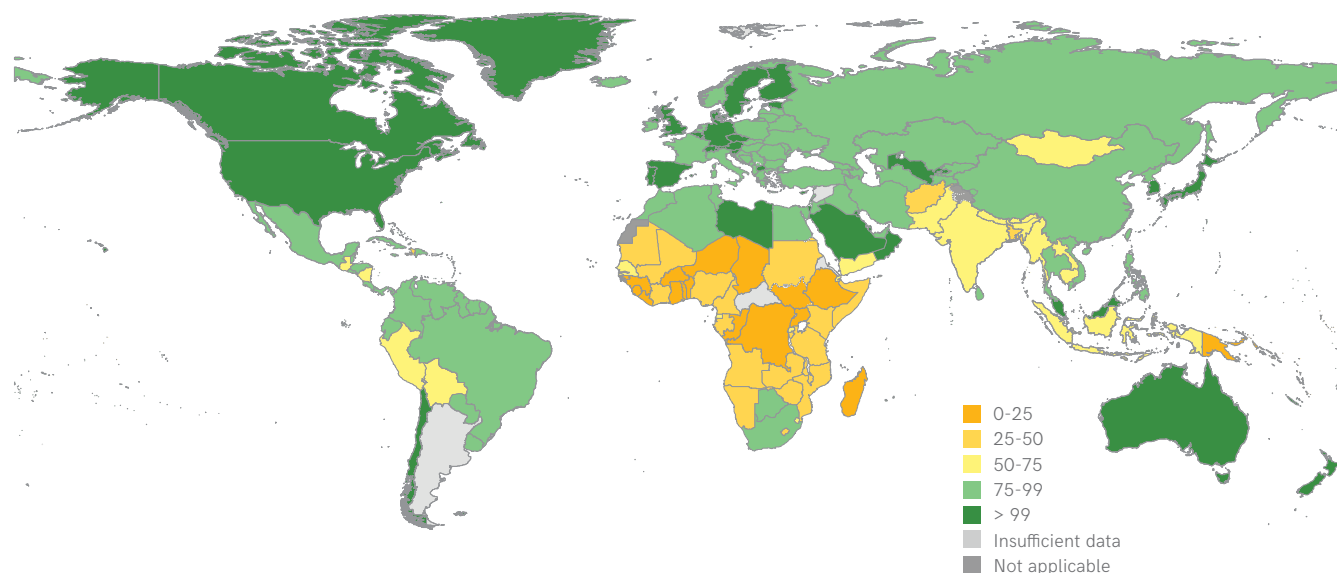 0-25
25-50
50-75
75-99
> 99
Insufficient data
Not applicable